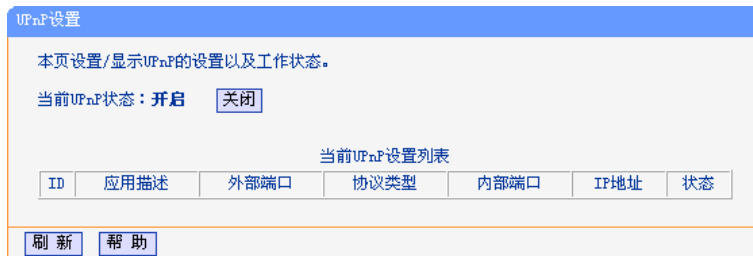 UPnP设置
本页设置/显示UPnP的设置以及工作状态。
当前UPnP状态：开启 关闭
当前UPnP设置列表
ID 应用描述 外部端口 协议类型 内部端口 IP地址 状态
刷 新 帮 助